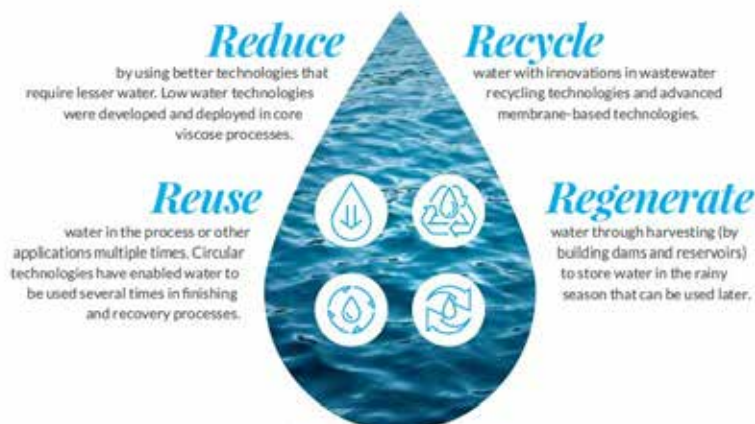 Reduce
by using better technologies that
require lesser water. Low water technologies
were developed and deployed in core
viscose processes.
Recycle
water with innovations in wastewater
recycling technologies and advanced
membrane-based technologies.
Reuse
water in the process or other
applications multiple times. Circular
technologies have enabled water to
be used several times in finishing
and recovery processes.
Regenerate
water through harvesting (by
building dams and reservoirs)
to store water in the rainy
season that can be used later.